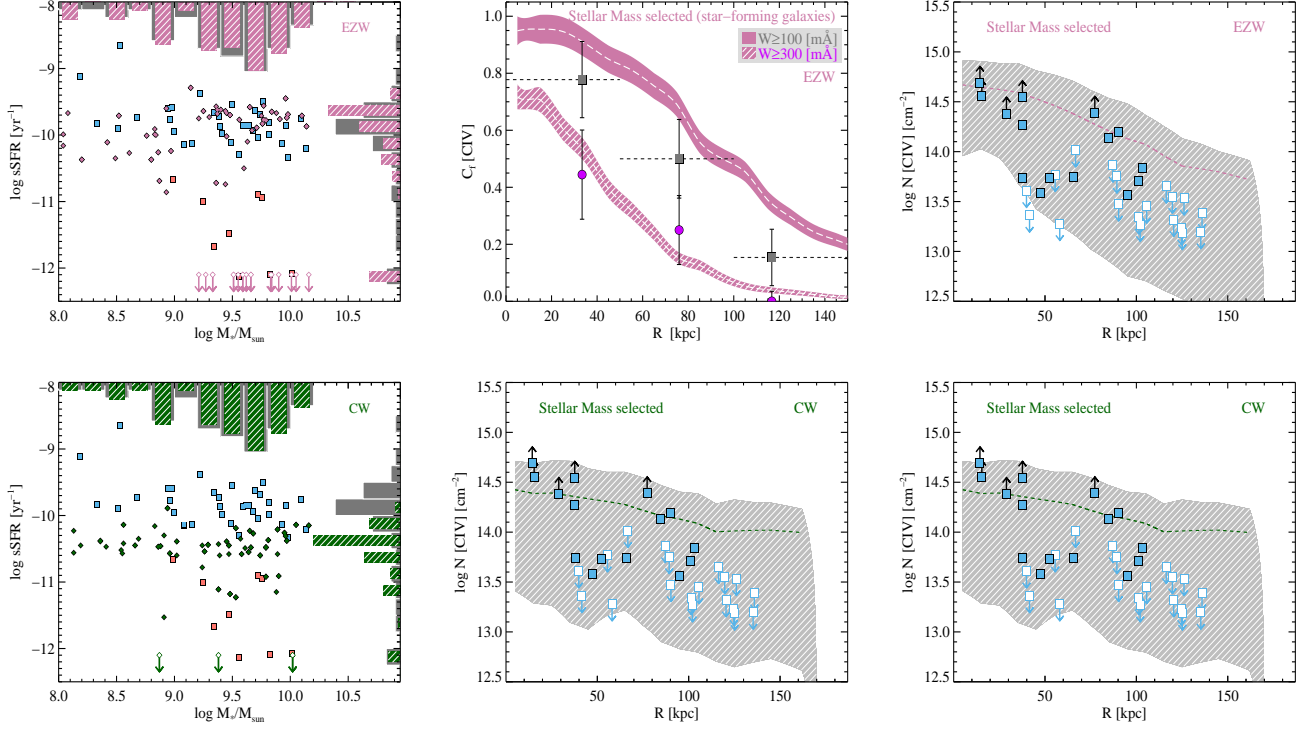 EZW
log sSFR [yr⁻¹]
-8
-9
-10
-11
-12
8.0 8.5 9.0 9.5 10.0 10.5
log M*/Msun
Stellar Mass selected (star-forming galaxies)
W≥100 [mÅ]
W≥300 [mÅ]
EZW
Cf [CIV]
1.0
0.8
0.6
0.4
0.2
0.0
0 20 40 60 80 100 120 140
R [kpc]
Stellar Mass selected EZW
log N [CIV] [cm⁻²]
15.5
15.0
14.5
14.0
13.5
13.0
12.5
50 100 150
R [kpc]
CW
log sSFR [yr⁻¹]
-8
-9
-10
-11
-12
8.0 8.5 9.0 9.5 10.0 10.5
log M*/Msun
Stellar Mass selected CW
log N [CIV] [cm⁻²]
15.5
15.0
14.5
14.0
13.5
13.0
12.5
50 100 150
R [kpc]
Stellar Mass selected CW
log N [CIV] [cm⁻²]
15.5
15.0
14.5
14.0
13.5
13.0
12.5
50 100 150
R [kpc]